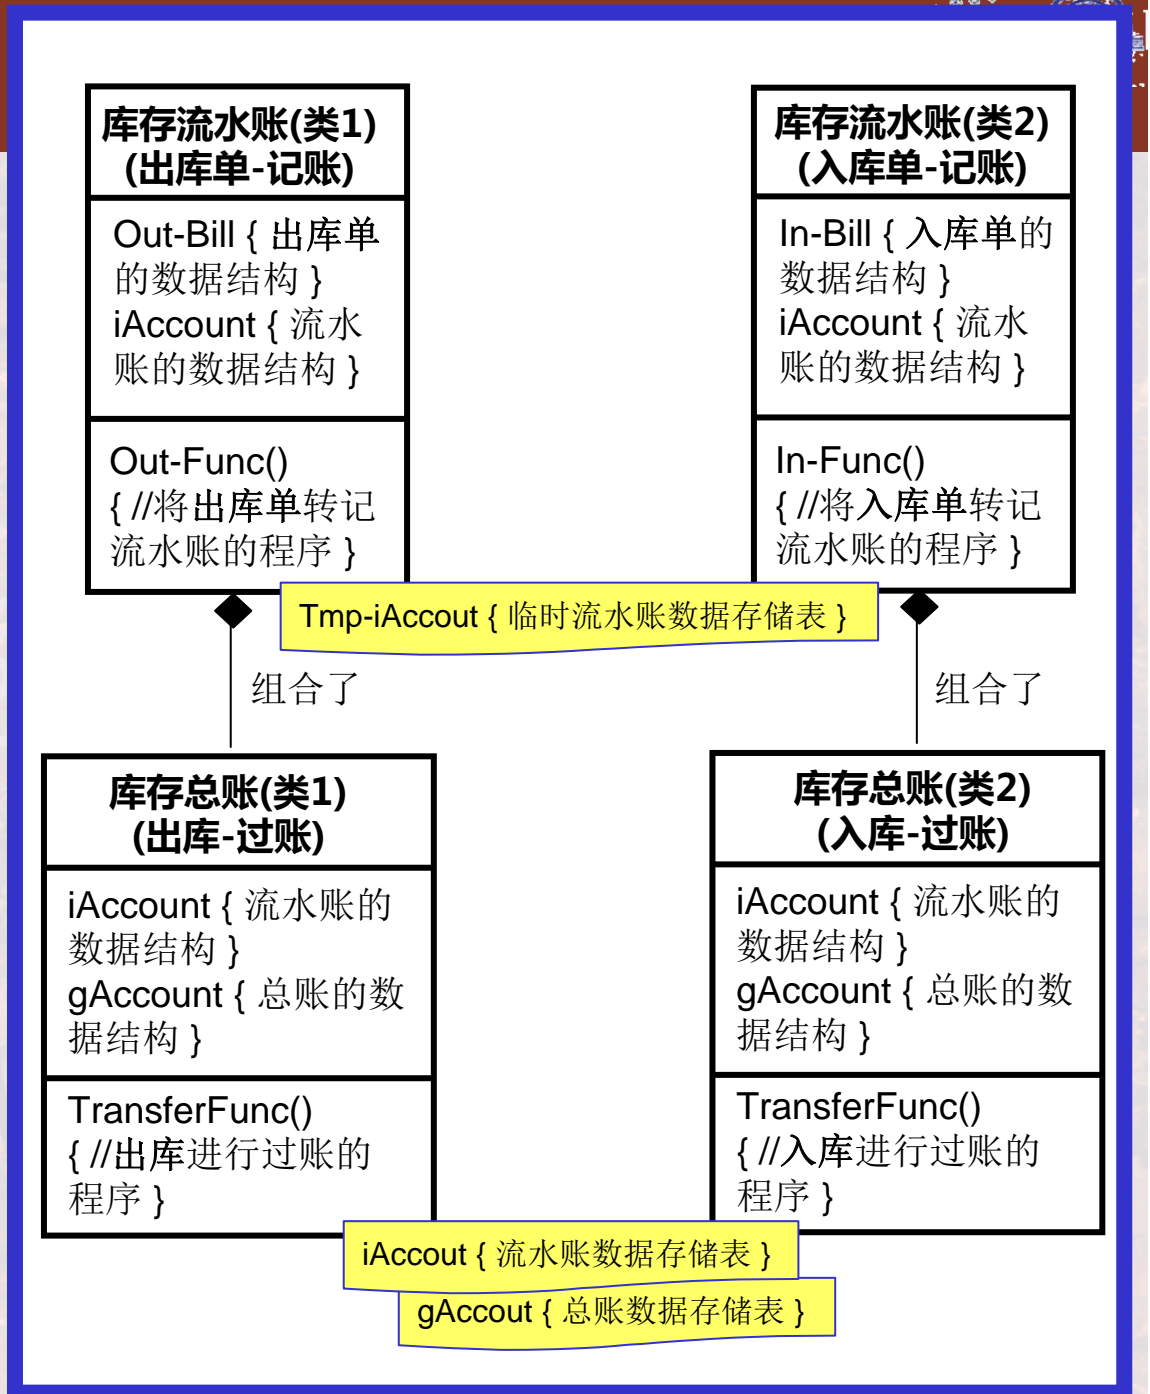 库存流水账(类1)
(出库单-记账)
Out-Bill { 出库单
的数据结构 }
iAccount { 流水
账的数据结构 }
Out-Func()
{ //将出库单转记
流水账的程序 }
库存流水账(类2)
(入库单-记账)
In-Bill { 入库单的
数据结构 }
iAccount { 流水
账的数据结构 }
In-Func()
{ //将入库单转记
流水账的程序 }
Tmp-iAccout { 临时流水账数据存储表 }
组合了
组合了
库存总账(类1)
(出库-过账)
iAccount { 流水账的
数据结构 }
gAccount { 总账的数
据结构 }
TransferFunc()
{ //出库进行过账的
程序 }
库存总账(类2)
(入库-过账)
iAccount { 流水账的
数据结构 }
gAccount { 总账的数
据结构 }
TransferFunc()
{ //入库进行过账的
程序 }
iAccout { 流水账数据存储表 }
gAccout { 总账数据存储表 }